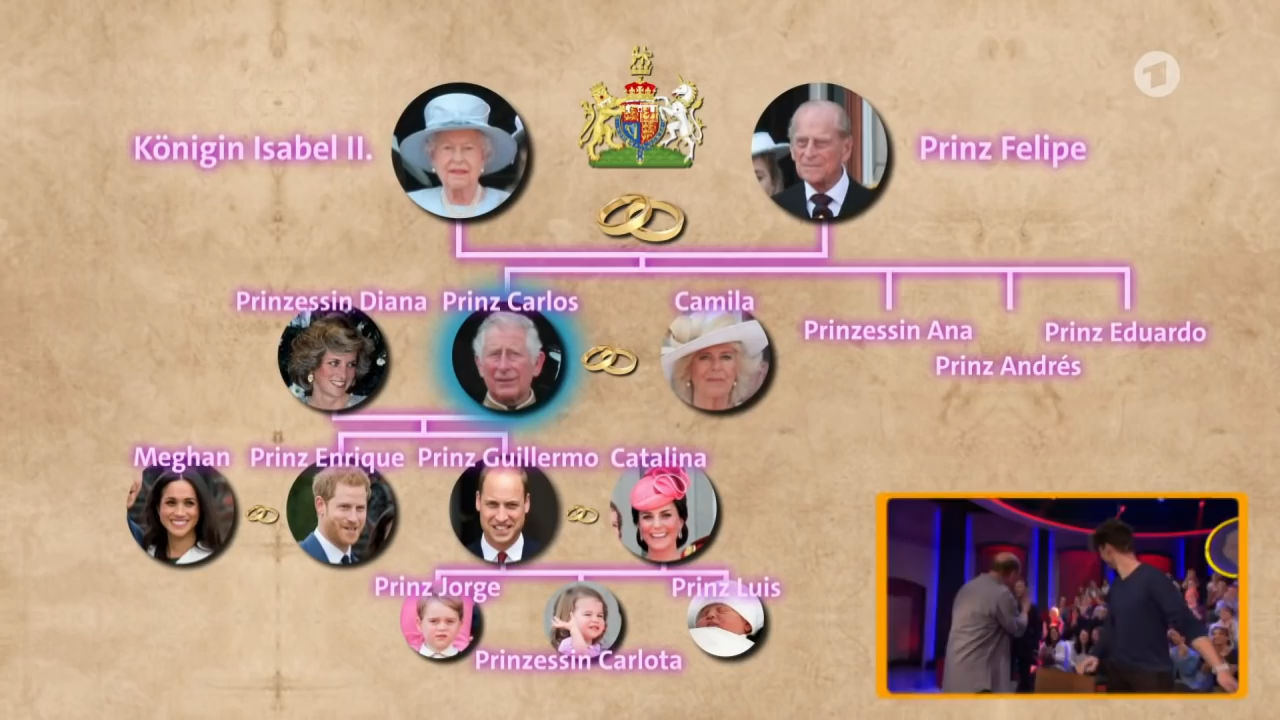 Königin Isabel II.
Prinz Felipe
Prinzessin Diana
Prinz Carlos
Camila
Prinzessin Ana
Prinz Andrés
Prinz Eduardo
Meghan
Prinz Enrique
Prinz Guillermo
Catalina
Prinz Jorge
Prinzessin Carlota
Prinz Luis
1